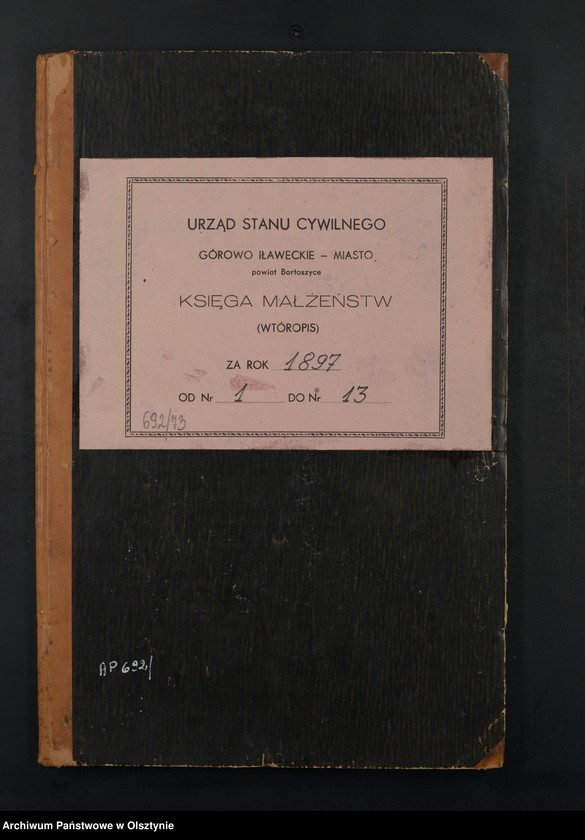 URZĄD STANU CYWILNEGO
GÓROWO IŁAWECKIE – MIASTO
powiat Bartoszyce
KSIĘGA MAŁŻEŃSTW
(WTÓROPIS)
ZA ROK 1897
OD Nr 1 DO Nr 13
692/73
AP 692/
Archiwum Państwowe w Olsztynie